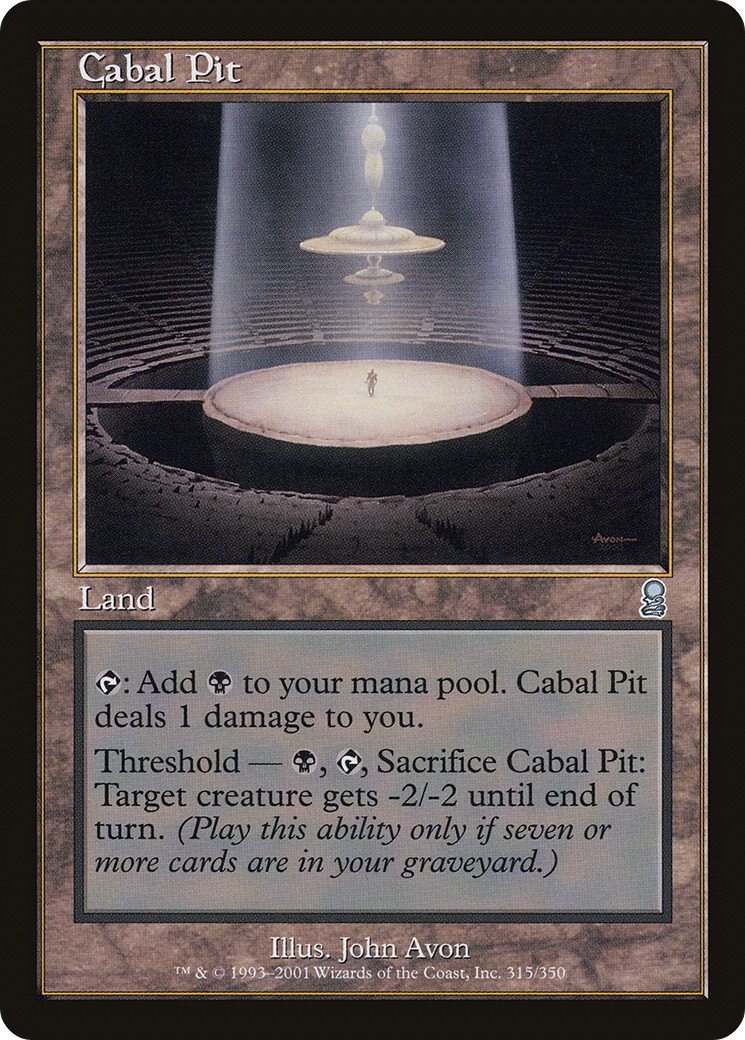 Cabal Pit
Avon
Land
: Add to your mana pool. Cabal Pit
deals 1 damage to you.
Threshold — , , Sacrifice Cabal Pit:
Target creature gets -2/-2 until end of
turn. (Play this ability only if seven or
more cards are in your graveyard.)
Illus. John Avon
™ & © 1993–2001 Wizards of the Coast, Inc. 315/350